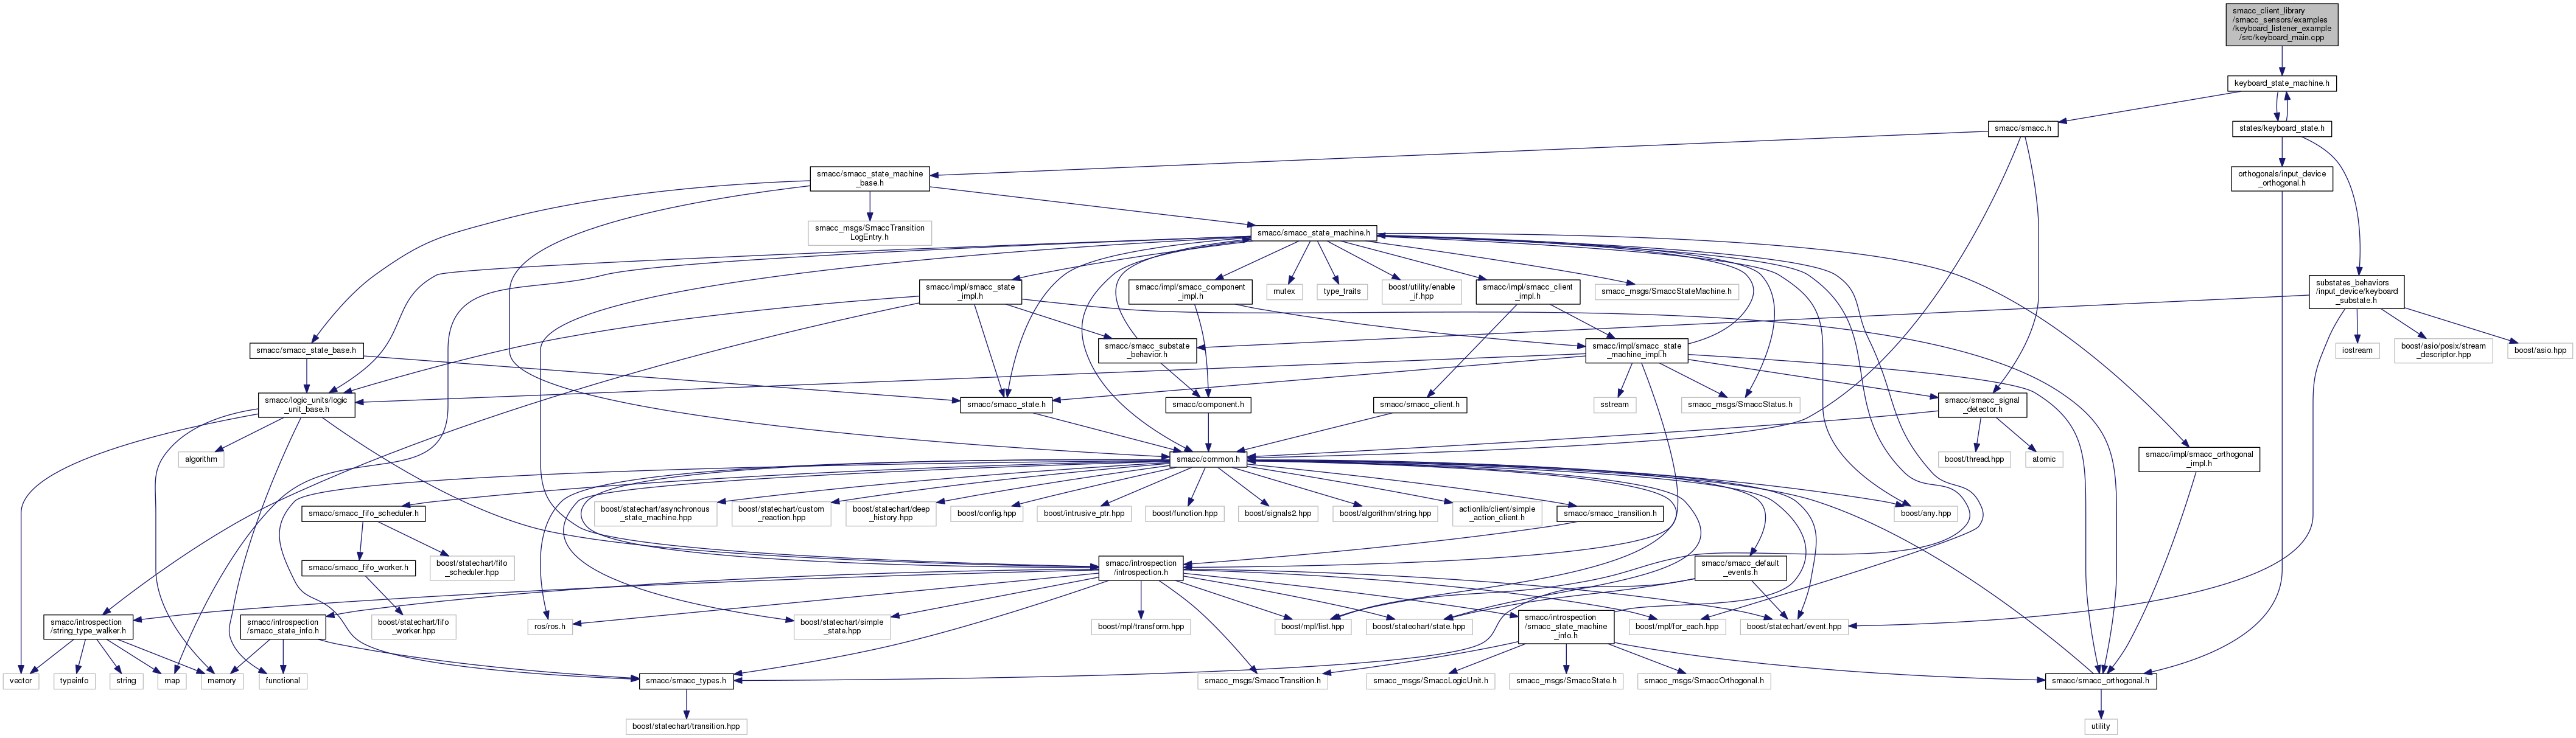 smacc_client_library
/smacc_sensors/examples
/keyboard_listener_example
/src/keyboard_main.cpp
keyboard_state_machine.h
smacc/smacc.h
states/keyboard_state.h
smacc/smacc_state_machine
_base.h
orthogonals/input_device
_orthogonal.h
smacc_msgs/SmaccTransition
LogEntry.h
smacc/smacc_state_machine.h
smacc/impl/smacc_state
_impl.h
smacc/impl/smacc_component
_impl.h
mutex
type_traits
boost/utility/enable
_if.hpp
smacc/impl/smacc_client
_impl.h
smacc_msgs/SmaccStateMachine.h
substates_behaviors
/input_device/keyboard
_substate.h
smacc/smacc_state_base.h
smacc/smacc_substate
_behavior.h
smacc/impl/smacc_state
_machine_impl.h
iostream
boost/asio/posix/stream
_descriptor.hpp
boost/asio.hpp
smacc/logic_units/logic
_unit_base.h
smacc/smacc_state.h
smacc/component.h
smacc/smacc_client.h
sstream
smacc_msgs/SmaccStatus.h
smacc/smacc_signal
_detector.h
algorithm
smacc/common.h
boost/thread.hpp
atomic
smacc/impl/smacc_orthogonal
_impl.h
smacc/smacc_fifo_scheduler.h
boost/statechart/asynchronous
_state_machine.hpp
boost/statechart/custom
_reaction.hpp
boost/statechart/deep
_history.hpp
boost/config.hpp
boost/intrusive_ptr.hpp
boost/function.hpp
boost/signals2.hpp
boost/algorithm/string.hpp
actionlib/client/simple
_action_client.h
smacc/smacc_transition.h
boost/any.hpp
smacc/smacc_fifo_worker.h
boost/statechart/fifo
_scheduler.hpp
smacc/introspection
/introspection.h
smacc/smacc_default
_events.h
smacc/introspection
/string_type_walker.h
smacc/introspection
/smacc_state_info.h
boost/statechart/fifo
_worker.hpp
ros/ros.h
boost/statechart/simple
_state.hpp
boost/mpl/transform.hpp
boost/mpl/list.hpp
boost/statechart/state.hpp
smacc/introspection
/smacc_state_machine
_info.h
boost/mpl/for_each.hpp
boost/statechart/event.hpp
vector
typeinfo
string
map
memory
functional
smacc/smacc_types.h
smacc_msgs/SmaccTransition.h
smacc_msgs/SmaccLogicUnit.h
smacc_msgs/SmaccState.h
smacc_msgs/SmaccOrthogonal.h
smacc/smacc_orthogonal.h
boost/statechart/transition.hpp
utility